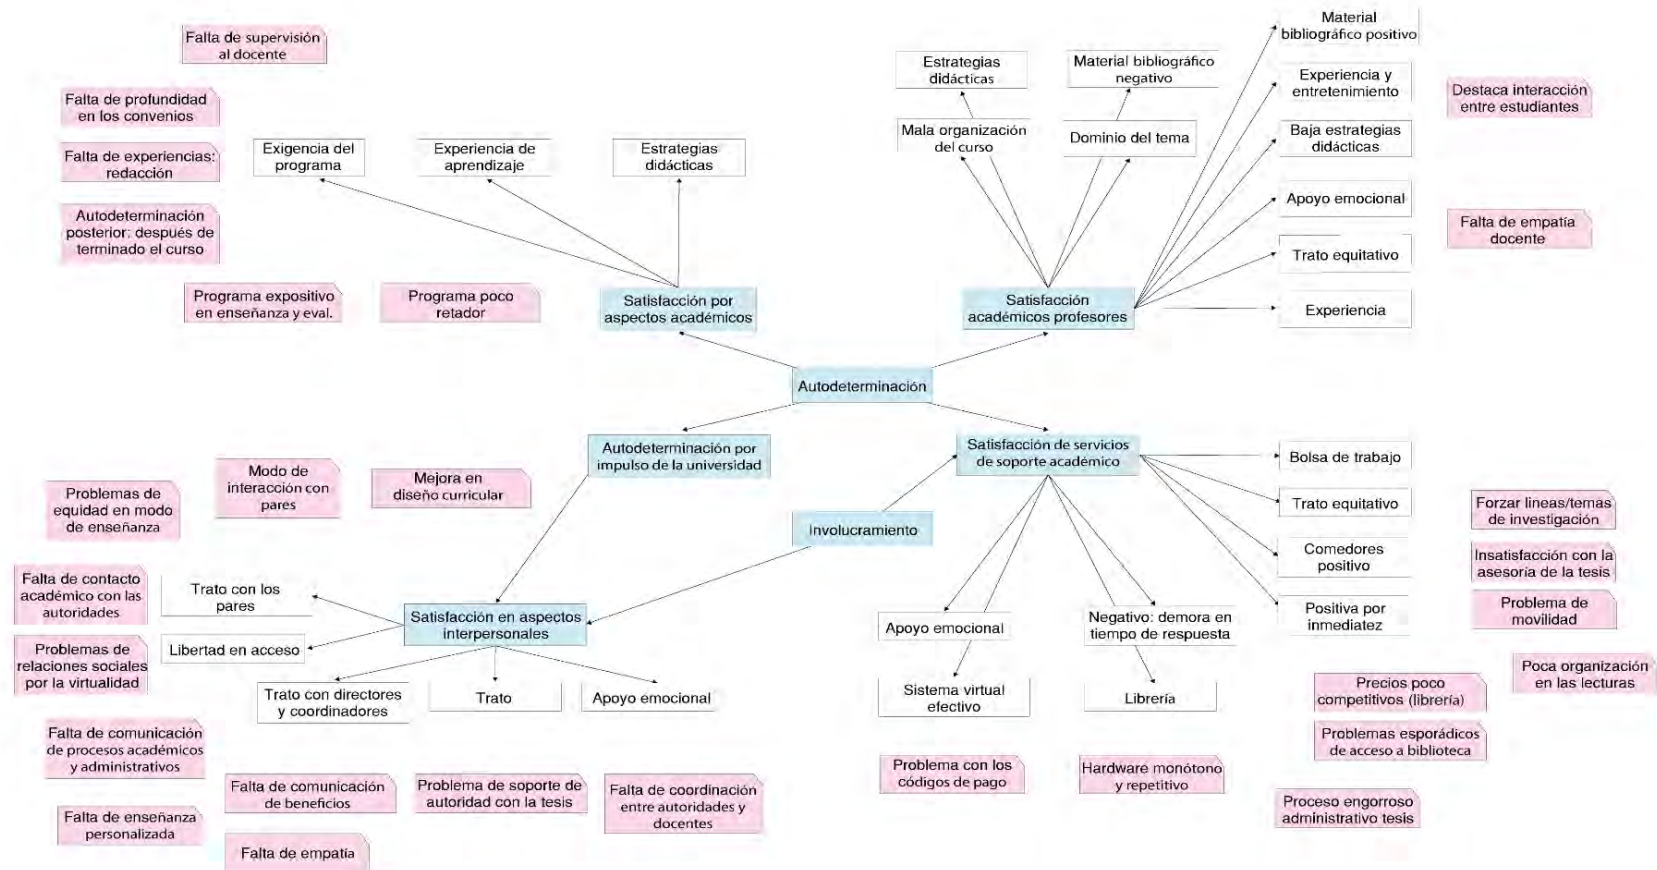 Falta de supervisión
al docente
Falta de profundidad
en los convenios
Falta de experiencias:
redacción
Autodeterminación
posterior: después de
terminado el curso
Exigencia del
programa
Experiencia de
aprendizaje
Estrategias
didácticas
Programa expositivo
en enseñanza y eval.
Programa poco
retador
Satisfacción por
aspectos académicos
Estrategias
didácticas
Material bibliográfico
negativo
Mala organización
del curso
Dominio del tema
Material
bibliográfico positivo
Experiencia y
entretenimiento
Baja estrategias
didácticas
Apoyo emocional
Trato equitativo
Experiencia
Destaca interacción
entre estudiantes
Falta de empatía
docente
Satisfacción
académicos profesores
Autodeterminación
Autodeterminación por
impulso de la universidad
Satisfacción de servicios
de soporte académico
Involucramiento
Modo de
interacción con
pares
Mejora en
diseño curricular
Problemas de
equidad en modo
de enseñanza
Falta de contacto
académico con las
autoridades
Trato con los
pares
Satisfacción en aspectos
interpersonales
Libertad en acceso
Problemas de
relaciones sociales
por la virtualidad
Trato con directores
y coordinadores
Trato
Apoyo emocional
Falta de comunicación
de procesos académicos
y administrativos
Falta de comunicación
de beneficios
Problema de soporte de
autoridad con la tesis
Falta de coordinación
entre autoridades y
docentes
Falta de enseñanza
personalizada
Falta de empatía
Bolsa de trabajo
Trato equitativo
Comedores
positivo
Positiva por
inmediatez
Forzar lineas/temas
de investigación
Insatisfacción con la
asesoría de la tesis
Problema de
movilidad
Poca organización
en las lecturas
Apoyo emocional
Negativo: demora en
tiempo de respuesta
Sistema virtual
efectivo
Librería
Precios poco
competitivos (librería)
Problemas esporádicos
de acceso a biblioteca
Problema con los
códigos de pago
Hardware monótono
y repetitivo
Proceso engorroso
administrativo tesis